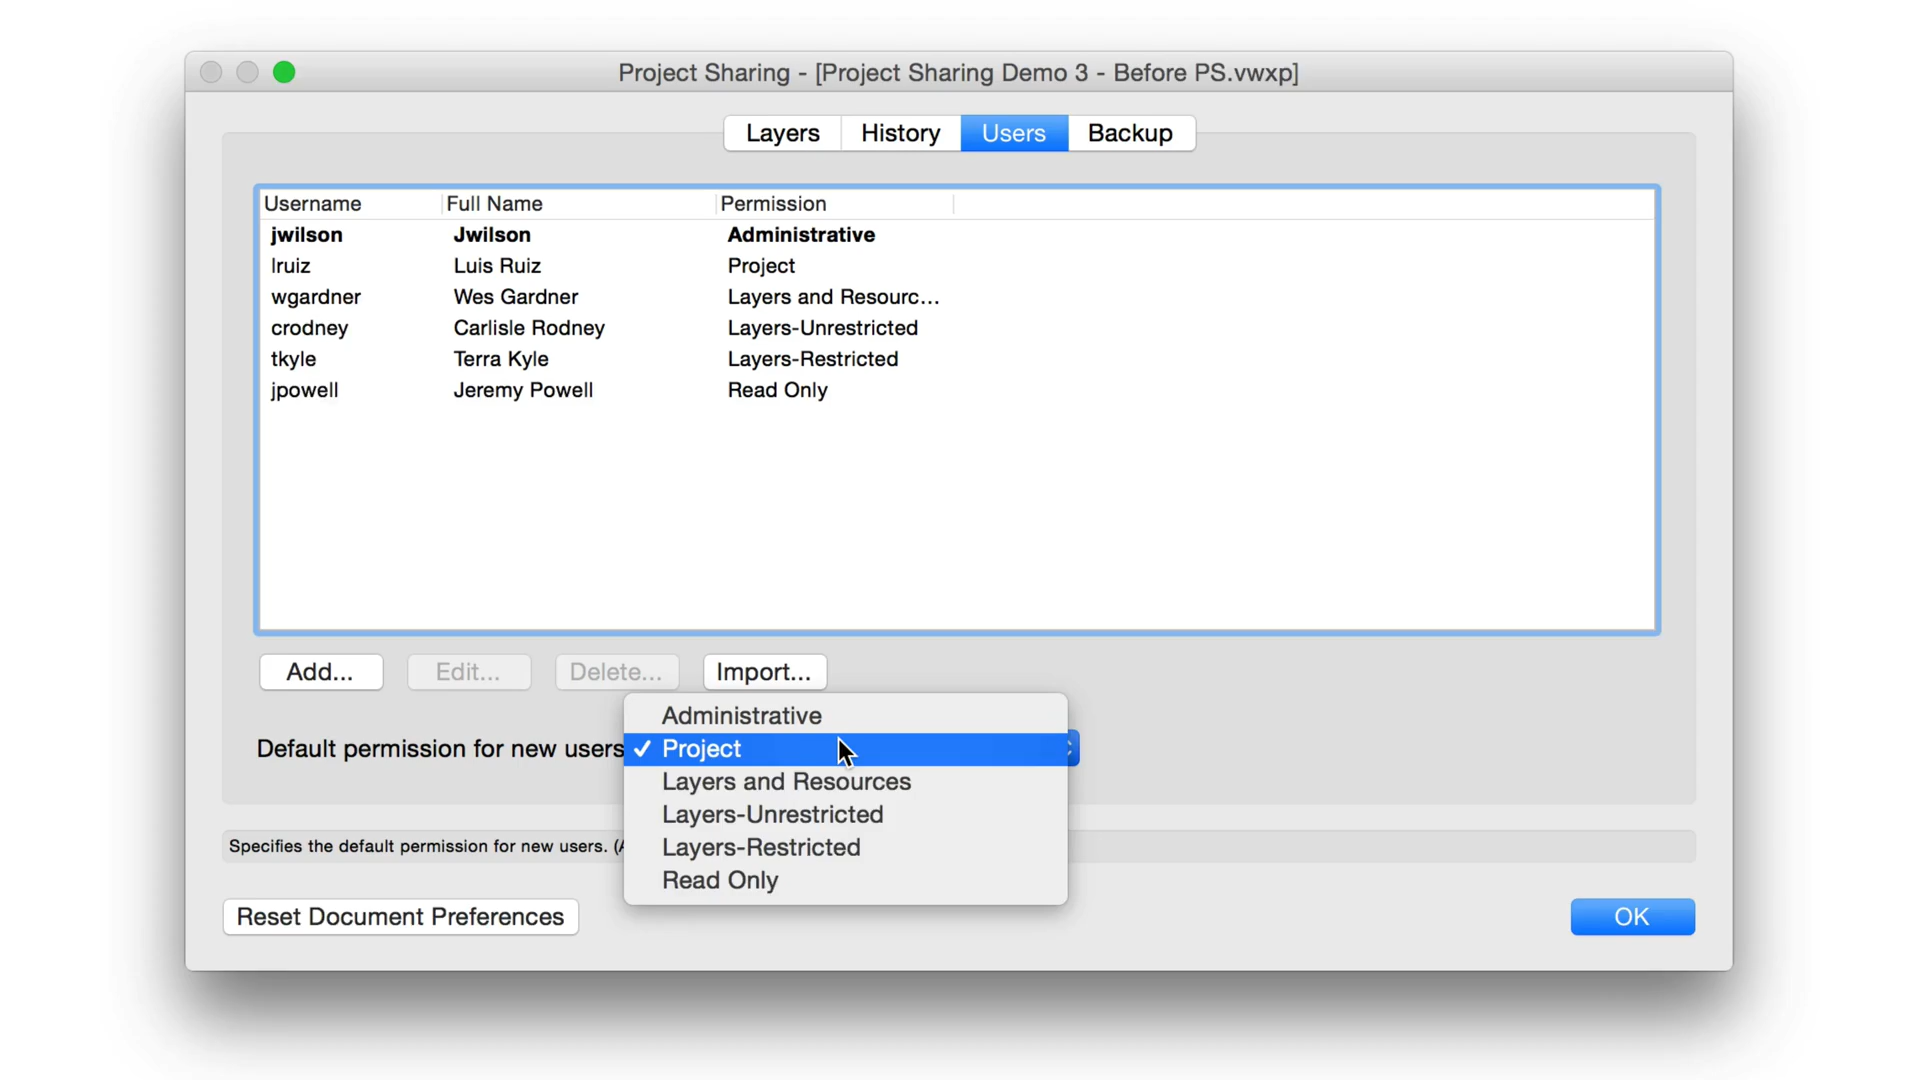 Project Sharing - [Project Sharing Demo 3 - Before PS.vwxp]
Layers History Users Backup
Username Full Name Permission
jwilson Jwilson Administrative
lruiz Luis Ruiz Project
wgardner Wes Gardner Layers and Resourc...
crodney Carlisle Rodney Layers-Unrestricted
tkyle Terra Kyle Layers-Restricted
jpowell Jeremy Powell Read Only
Add... Edit... Delete... Import...
Administrative
Default permission for new users ✓ Project
Layers and Resources
Layers-Unrestricted
Specifies the default permission for new users. (
Layers-Restricted
Read Only
Reset Document Preferences OK